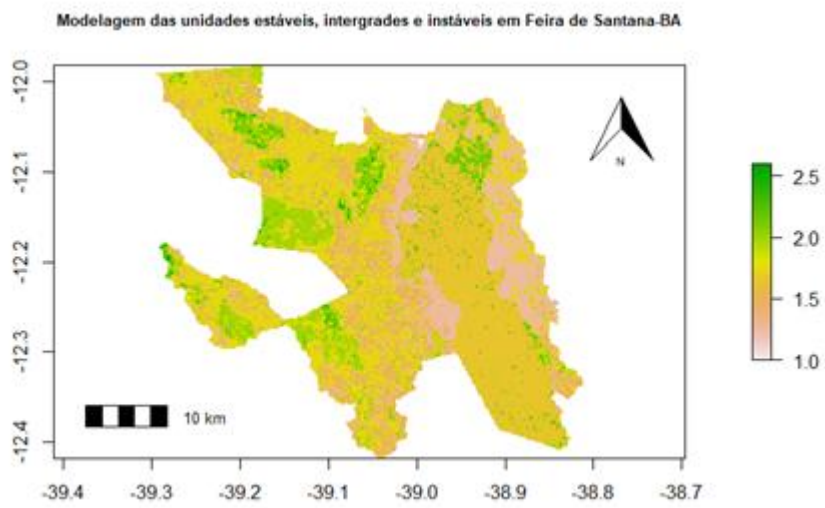 Modelagem das unidades estáveis, intergrades e instáveis em Feira de Santana-BA
-12.0
-12.1
-12.2
-12.3
-12.4
N
10 km
2.5
2.0
1.5
1.0
-39.4 -39.3 -39.2 -39.1 -39.0 -38.9 -38.8 -38.7